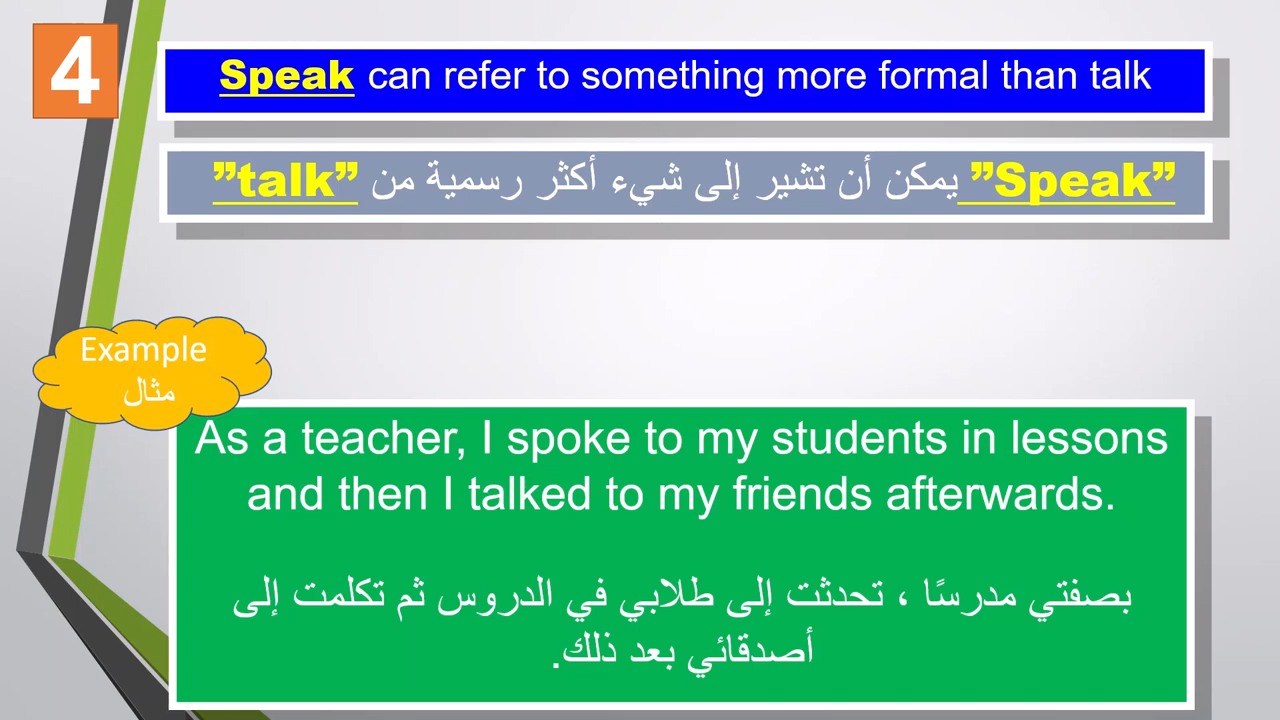 4
Speak can refer to something more formal than talk
”Speak” يمكن أن تشير إلى شيء أكثر رسمية من ”talk”
Example
مثال
As a teacher, I spoke to my students in lessons
and then I talked to my friends afterwards.
بصفتي مدرسًا ، تحدثت إلى طلابي في الدروس ثم تكلمت إلى
أصدقائي بعد ذلك.